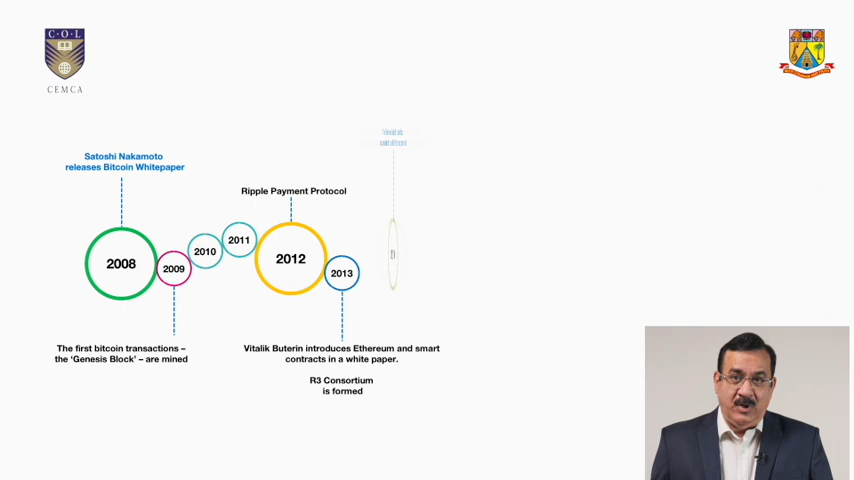 C·O·L
CEMCA
Satoshi Nakamoto
releases Bitcoin Whitepaper
Ripple Payment Protocol
2008
2009
2010
2011
2012
2013
The first bitcoin transactions –
the ‘Genesis Block’ – are mined
Vitalik Buterin introduces Ethereum and smart
contracts in a white paper.
R3 Consortium
is formed